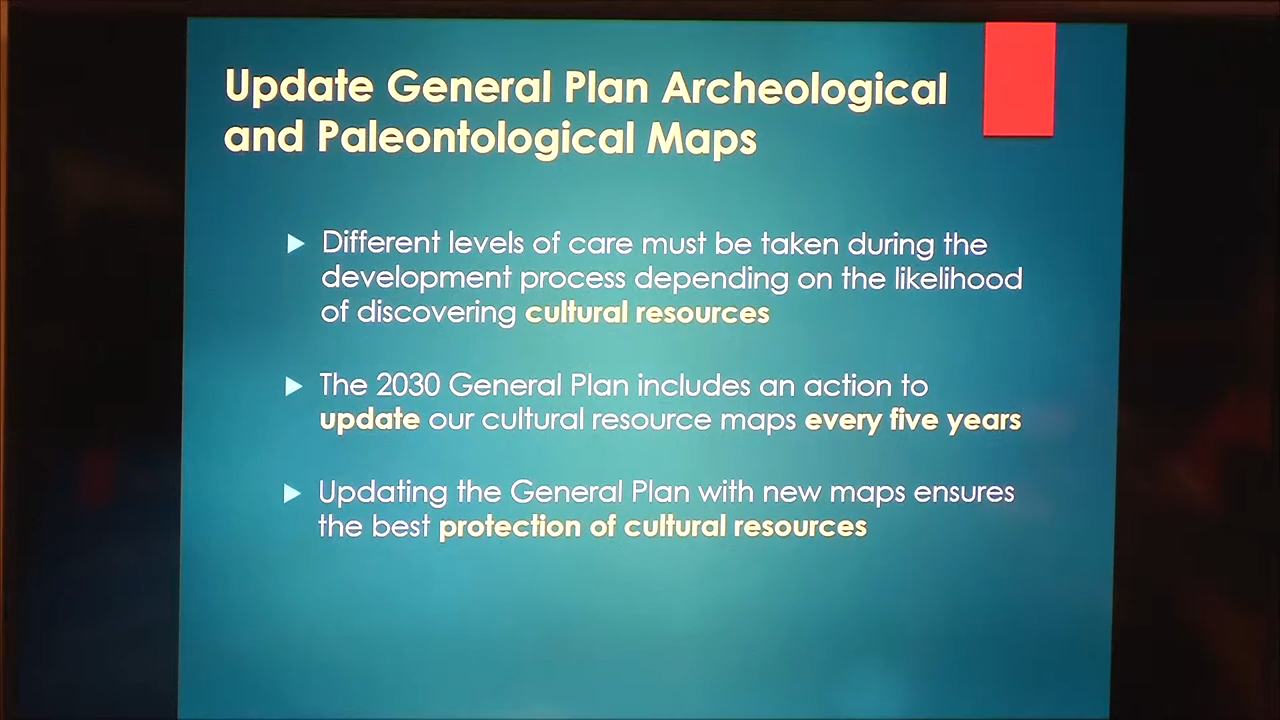 Update General Plan Archeological
and Paleontological Maps
Different levels of care must be taken during the
development process depending on the likelihood
of discovering cultural resources
The 2030 General Plan includes an action to
update our cultural resource maps every five years
Updating the General Plan with new maps ensures
the best protection of cultural resources